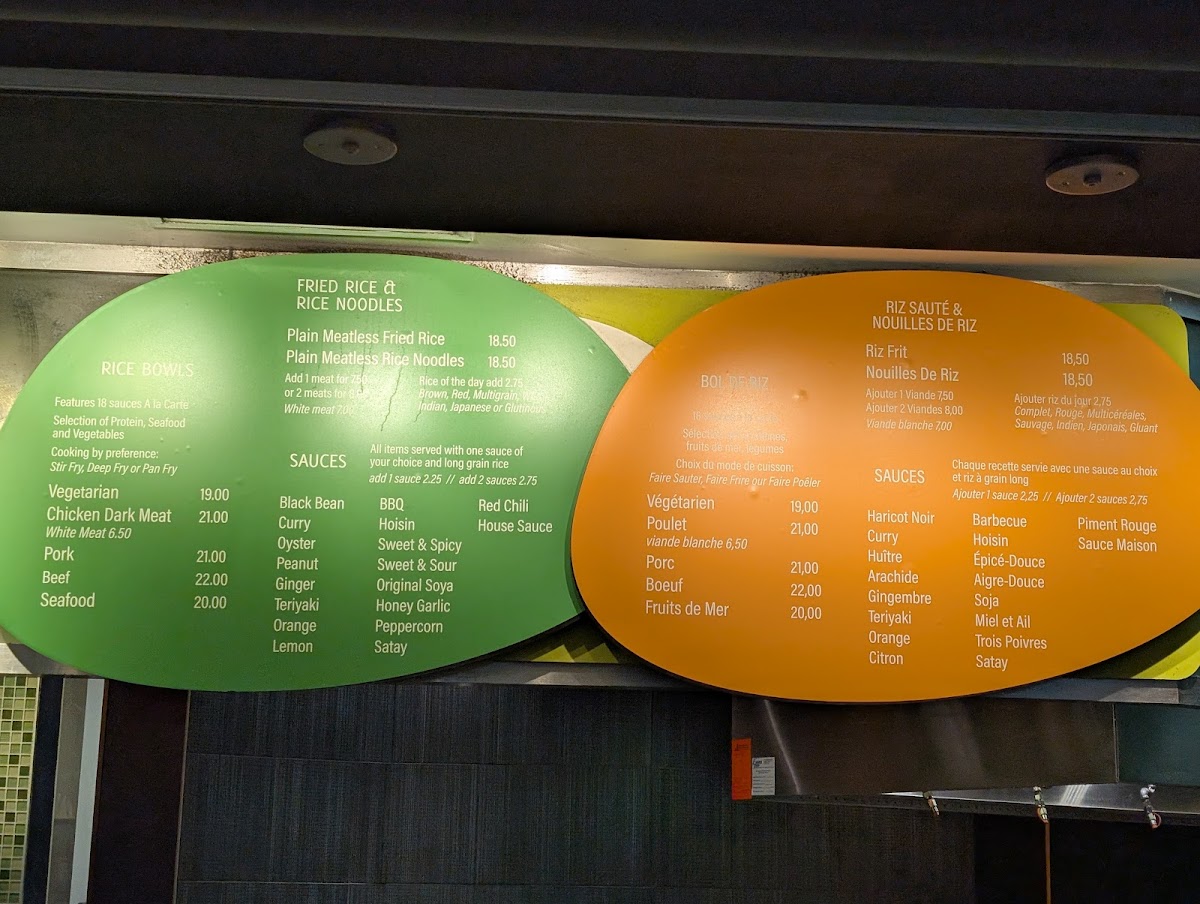 FRIED RICE &
RICE NOODLES
Plain Meatless Fried Rice 18.50
Plain Meatless Rice Noodles 18.50
Add 1 meat for 7.50
or 2 meats for
White meat 7.00
Rice of the day add 2.75
Brown, Red, Multigrain,
Indian, Japanese or Glutinous
RICE BOWLS
Features 18 sauces A la Carte
Selection of Protein, Seafood
and Vegetables
Cooking by preference:
Stir Fry, Deep Fry or Pan Fry
Vegetarian 19.00
Chicken Dark Meat 21.00
White Meat 6.50
Pork 21.00
Beef 22.00
Seafood 20.00
SAUCES
All items served with one sauce of
your choice and long grain rice
add 1 sauce 2.25 // add 2 sauces 2.75
Black Bean
Curry
Oyster
Peanut
Ginger
Teriyaki
Orange
Lemon
BBQ
Hoisin
Sweet & Spicy
Sweet & Sour
Original Soya
Honey Garlic
Peppercorn
Satay
Red Chili
House Sauce
RIZ SAUTÉ &
NOUILLES DE RIZ
Riz Frit 18,50
Nouilles De Riz 18,50
Ajouter 1 Viande 7,50
Ajouter 2 Viandes 8,00
Viande blanche 7,00
Ajouter riz du jour 2,75
Complet, Rouge, Multicéréales,
Sauvage, Indien, Japonais, Gluant
BOL DE RIZ
fruits de mer, légumes
Choix du mode de cuisson:
Faire Sauter, Faire Frire our Faire Poêler
Végétarien 19,00
Poulet 21,00
viande blanche 6,50
Porc 21,00
Boeuf 22,00
Fruits de Mer 20,00
SAUCES
Chaque recette servie avec une sauce au choix
et riz à grain long
Ajouter 1 sauce 2,25 // Ajouter 2 sauces 2,75
Haricot Noir
Curry
Huître
Arachide
Gingembre
Teriyaki
Orange
Citron
Barbecue
Hoisin
Épicé-Douce
Aigre-Douce
Soja
Miel et Ail
Trois Poivres
Satay
Piment Rouge
Sauce Maison